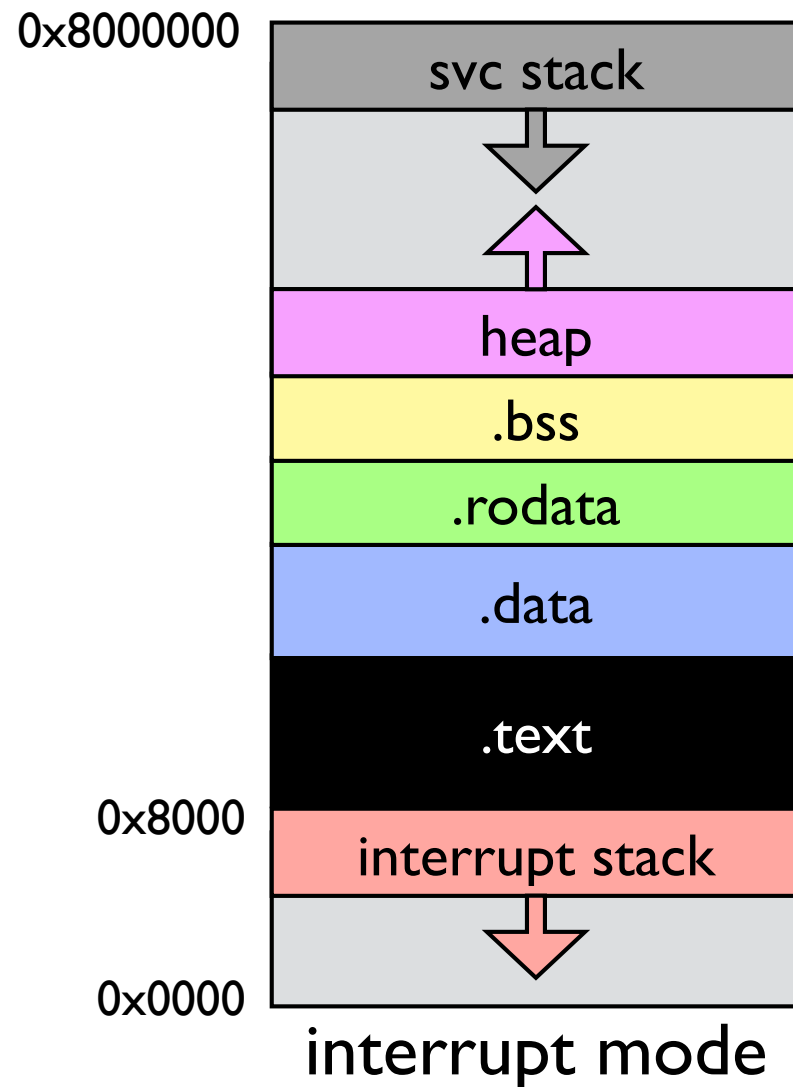 0x8000000
svc stack
heap
.bss
.rodata
.data
.text
0x8000
interrupt stack
0x0000
interrupt mode